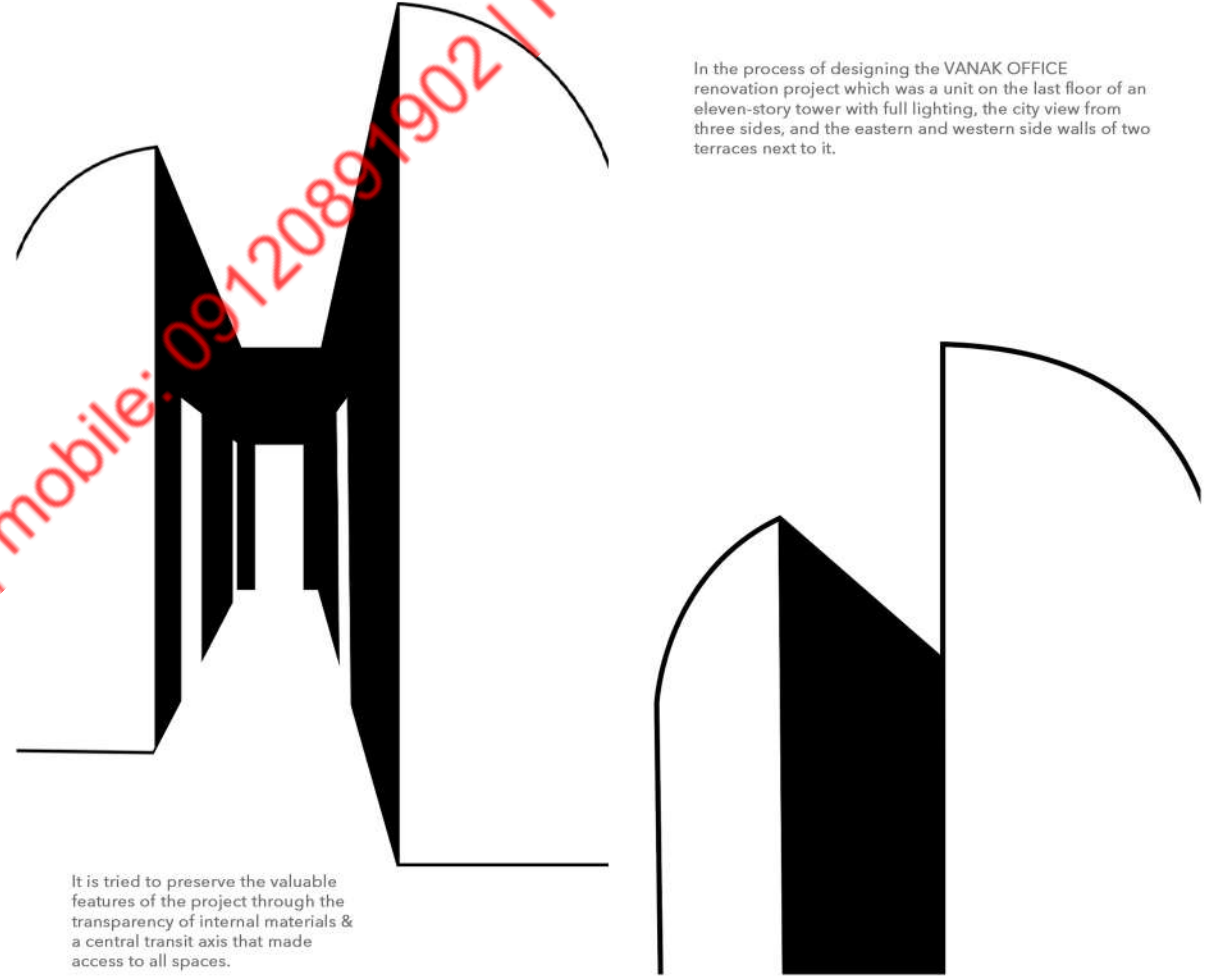 In the process of designing the VANAK OFFICE
renovation project which was a unit on the last floor of an
eleven-story tower with full lighting, the city view from
three sides, and the eastern and western side walls of two
terraces next to it.
mobile: 09120891902 |
It is tried to preserve the valuable
features of the project through the
transparency of internal materials &
a central transit axis that made
access to all spaces.